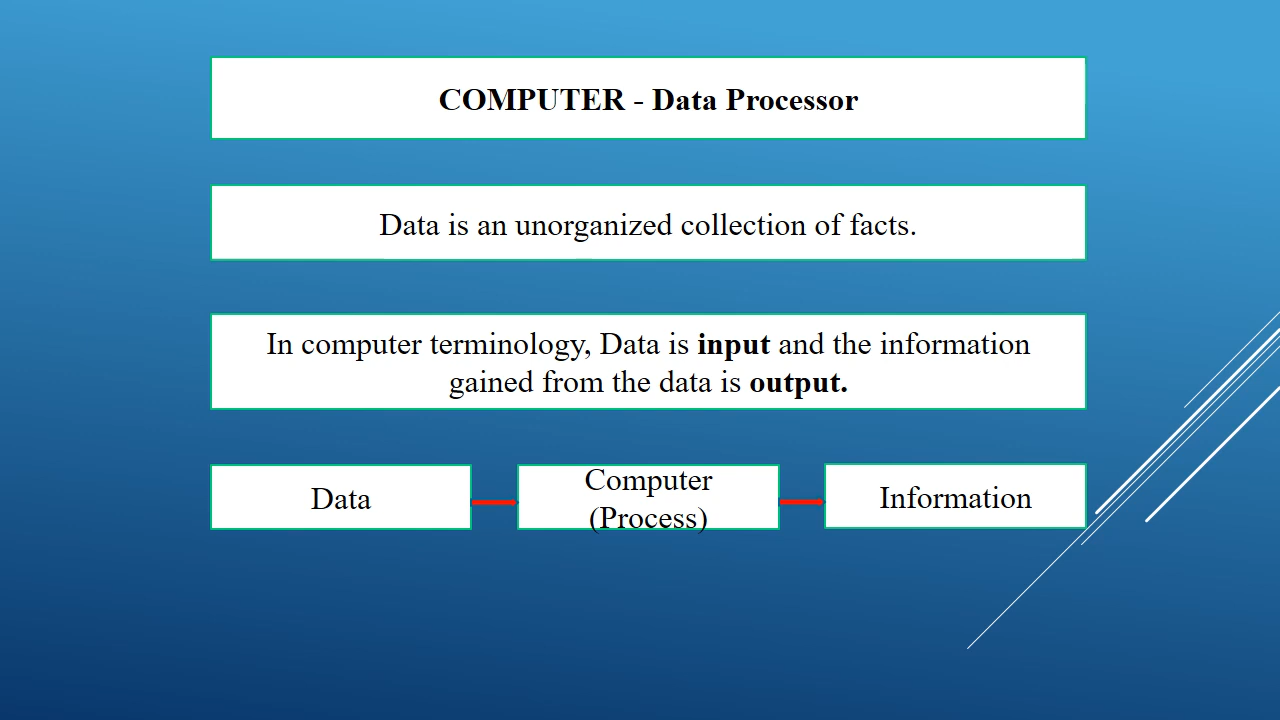 COMPUTER - Data Processor
Data is an unorganized collection of facts.
In computer terminology, Data is input and the information
gained from the data is output.
Data
Computer
(Process)
Information